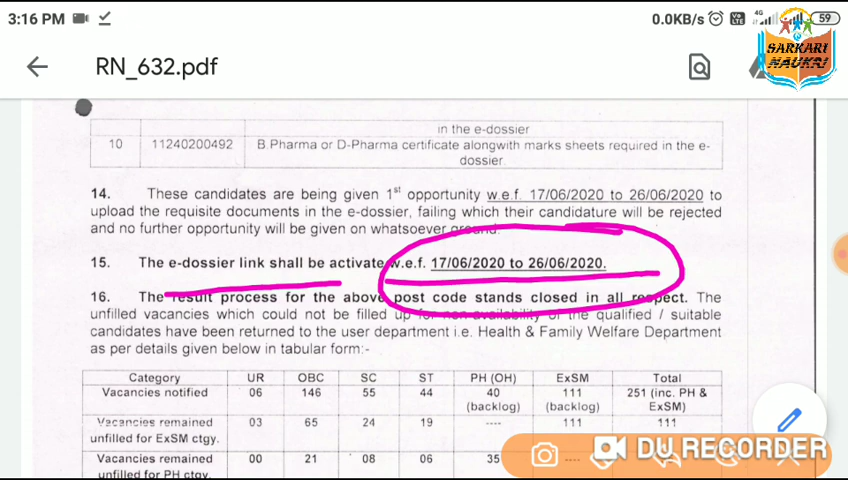 3:16 PM 0.0KB/s Vo LTE 4G 59
SARKARI
NAUKRI
RN_632.pdf
in the e-dossier
10 11240200492 B.Pharma or D-Pharma certificate alongwith marks sheets required in the e-
dossier.
14. These candidates are being given 1st opportunity w.e.f. 17/06/2020 to 26/06/2020 to
upload the requisite documents in the e-dossier, failing which their candidature will be rejected
and no further opportunity will be given on whatsoever ground.
15. The e-dossier link shall be activate w.e.f. 17/06/2020 to 26/06/2020.
16. The result process for the above post code stands closed in all respect. The
unfilled vacancies which could not be filled up for non-availability of the qualified / suitable
candidates have been returned to the user department i.e. Health & Family Welfare Department
as per details given below in tabular form:-
Category UR OBC SC ST PH (OH) ExSM Total
Vacancies notified 06 146 55 44 40 111 251 (inc. PH &
(backlog) (backlog) ExSM)
Vacancies remained 03 65 24 19 ---- 111 111
unfilled for ExSM ctgy.
Vacancies remained 00 21 08 06 35 ----
unfilled for PH ctgy.
DU RECORDER